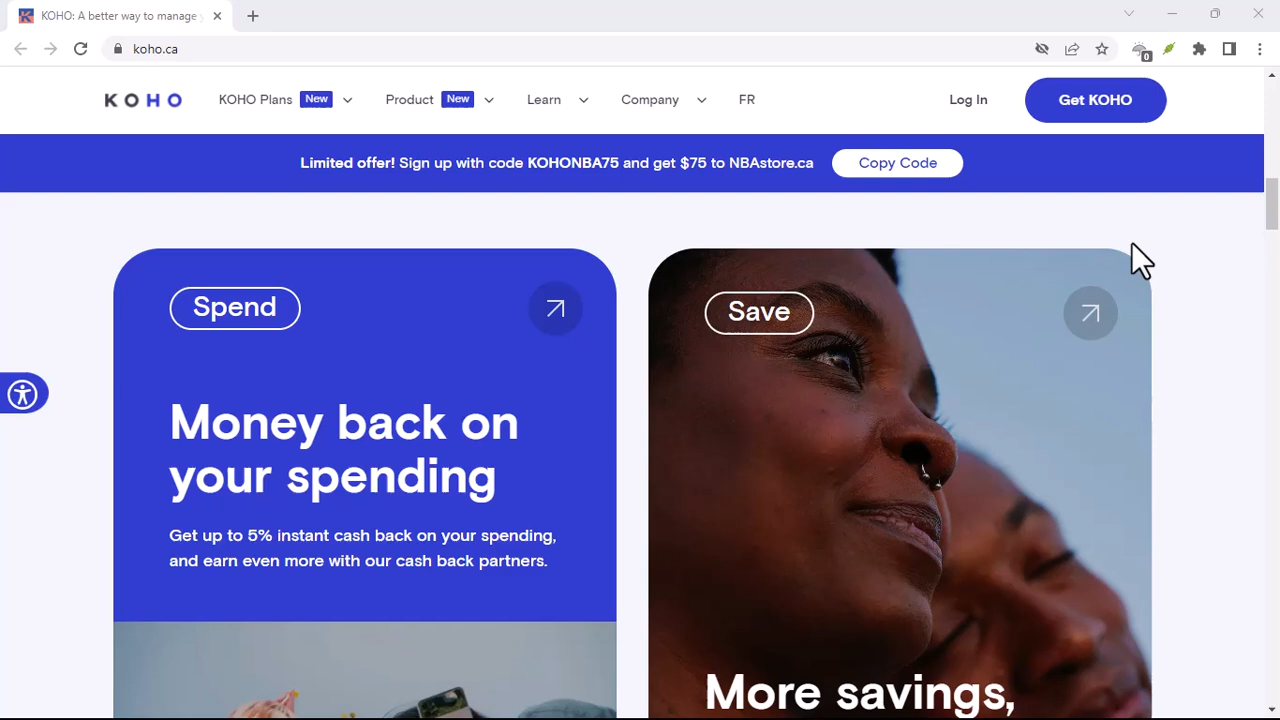 KOHO: A better way to manage
koho.ca
0
KOHO
KOHO Plans New
Product New
Learn
Company
FR
Log In
Get KOHO
Limited offer! Sign up with code KOHONBA75 and get $75 to NBAstore.ca
Copy Code
Spend
Money back on
your spending
Get up to 5% instant cash back on your spending,
and earn even more with our cash back partners.
Save
More savings,